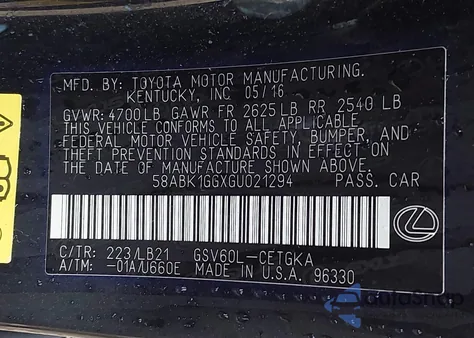 MFD. BY: TOYOTA MOTOR MANUFACTURING.
KENTUCKY, INC 05/16
GVWR: 4700LB GAWR FR 2625LB RR 2540 LB
THIS VEHICLE CONFORMS TO ALL APPLICABLE
FEDERAL MOTOR VEHICLE SAFETY, BUMPER, AND
THEFT PREVENTION STANDARDS IN EFFECT ON
THE DATE OF MANUFACTURE SHOWN ABOVE.
58ABK1GGXGU021294 PASS. CAR
C/TR: 223/LB21 GSV60L-CETGKA
A/TM: -01A/U660E MADE IN U.S.A. 96330
AutoSnap